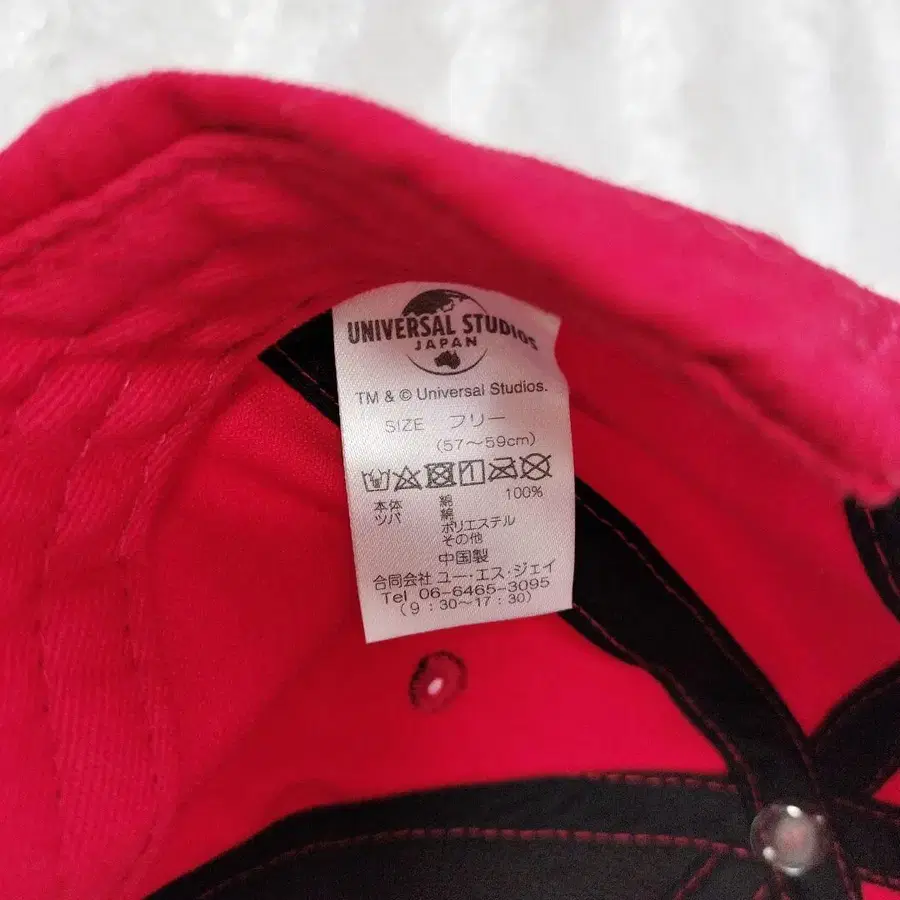 UNIVERSAL STUDIOS
JAPAN
TM & © Universal Studios.
SIZE フリー
(57～59cm)
本体 綿 100%
ツバ 綿
ポリエステル
その他
中国製
合同会社 ユー・エス・ジェイ
Tel 06-6465-3095
(9：30～17：30)